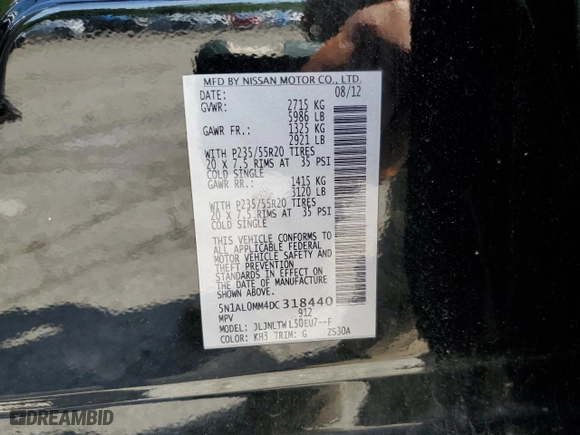 MFD BY NISSAN MOTOR CO., LTD.
DATE: 08/12
GVWR: 2715 KG
5986 LB
GAWR FR.: 1325 KG
2921 LB
WITH P235/55R20 TIRES
20 X 7.5 RIMS AT 35 PSI
COLD SINGLE
GAWR RR.: 1415 KG
3120 LB
WITH P235/55R20 TIRES
20 X 7.5 RIMS AT 35 PSI
COLD SINGLE
THIS VEHICLE CONFORMS TO
ALL APPLICABLE FEDERAL
MOTOR VEHICLE SAFETY AND
THEFT PREVENTION
STANDARDS IN EFFECT ON
THE DATE OF MANUFACTURE
SHOWN ABOVE.
5N1AL0MM4DC318440
MPV 912
MODEL: JLJNLTWL50EU7--F
COLOR: KH3 TRIM: G ZS30A
© DREAMBID